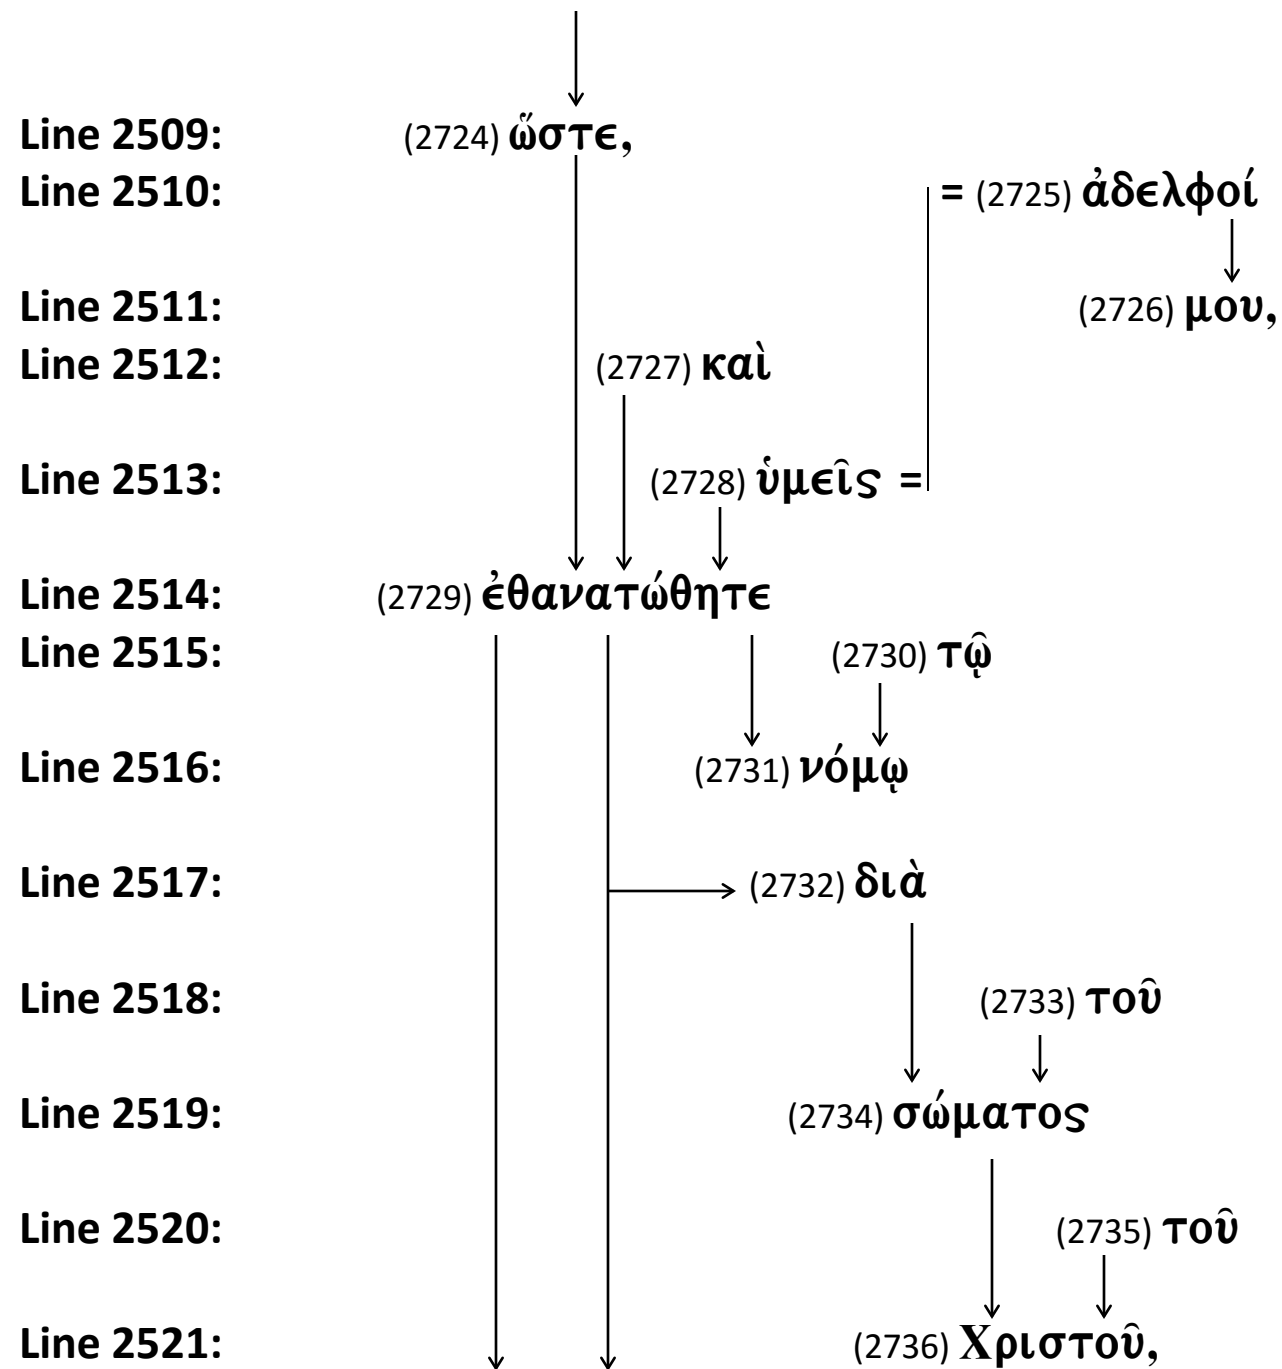 Line 2509: (2724) ὥστε,
Line 2510: = (2725) ἀδελφοί
Line 2511: (2726) μου,
Line 2512: (2727) καὶ
Line 2513: (2728) ὑμεῖς =
Line 2514: (2729) ἐθανατώθητε
Line 2515: (2730) τῷ
Line 2516: (2731) νόμῳ
Line 2517: (2732) διὰ
Line 2518: (2733) τοῦ
Line 2519: (2734) σώματος
Line 2520: (2735) τοῦ
Line 2521: (2736) Χριστοῦ,